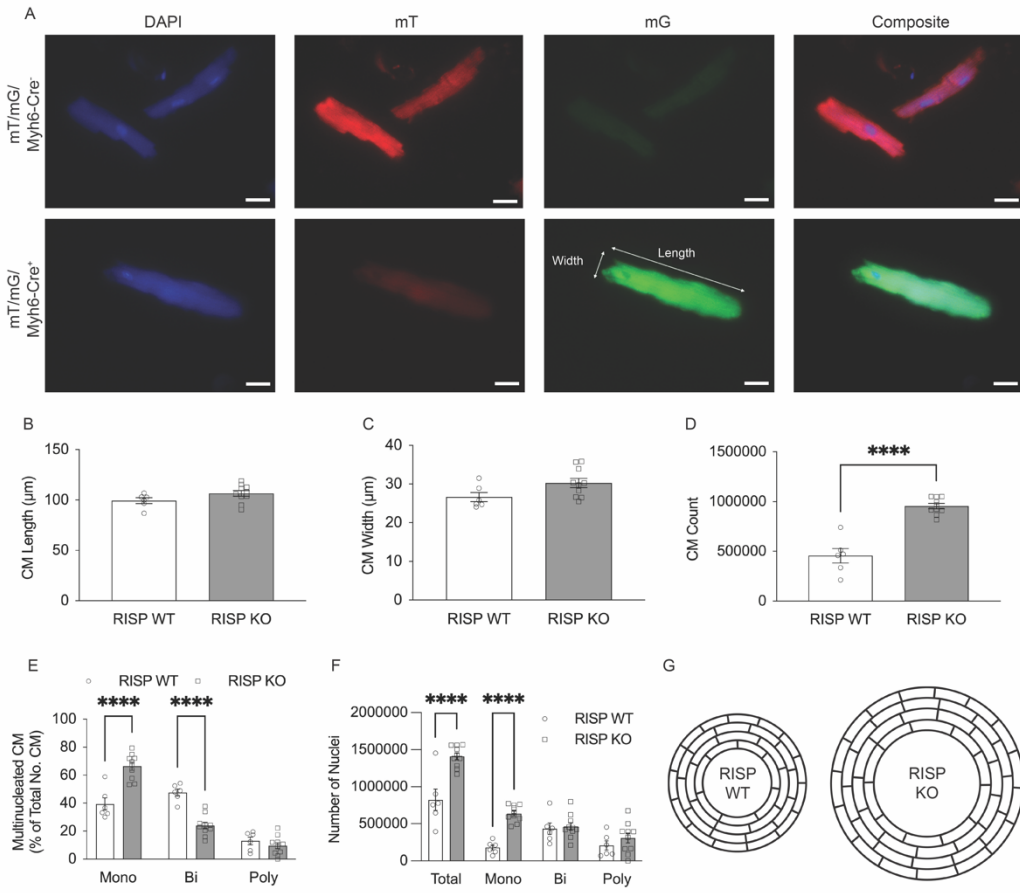 A
DAPI
mT
mG
Composite
mT/mG/
Myh6-Cre⁻
mT/mG/
Myh6-Cre⁺
Width
Length
B
CM Length (µm)
150
100
50
0
RISP WT
RISP KO
C
CM Width (µm)
40
30
20
10
0
RISP WT
RISP KO
D
CM Count
1500000
1000000
500000
0
****
RISP WT
RISP KO
E
RISP WT
RISP KO
Multinucleated CM
(% of Total No. CM)
100
80
60
40
20
0
****
****
Mono
Bi
Poly
F
Number of Nuclei
2000000
1500000
1000000
500000
0
****
****
RISP WT
RISP KO
Total
Mono
Bi
Poly
G
RISP
WT
RISP
KO